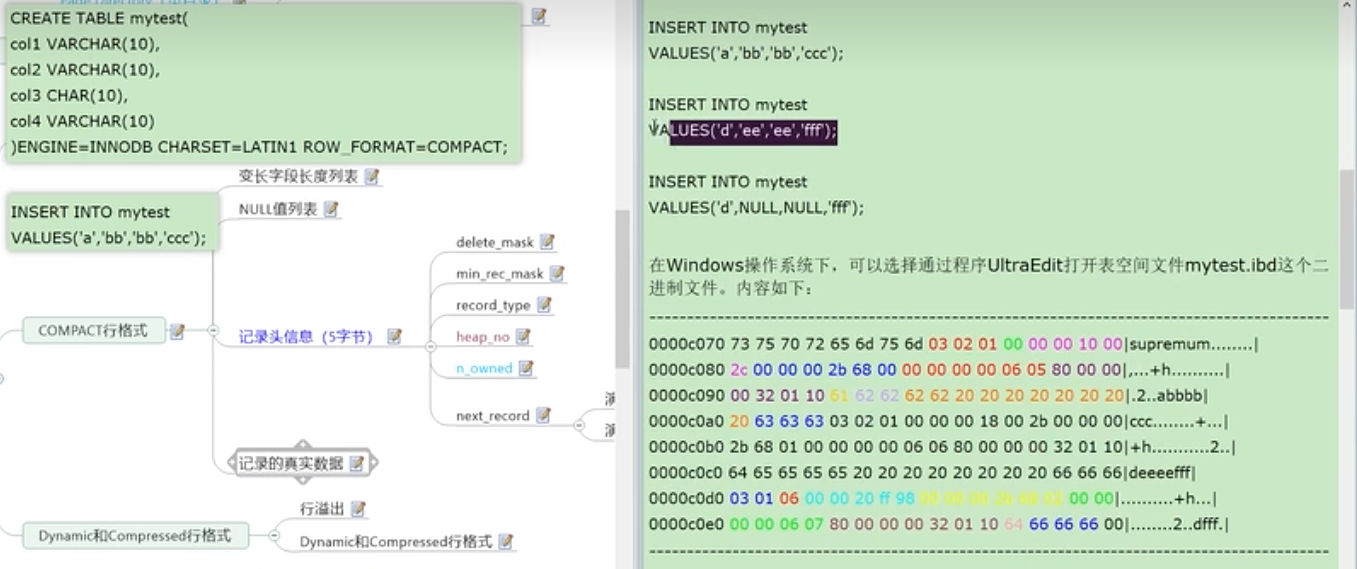 CREATE TABLE mytest(
col1 VARCHAR(10),
col2 VARCHAR(10),
col3 CHAR(10),
col4 VARCHAR(10)
)ENGINE=INNODB CHARSET=LATIN1 ROW_FORMAT=COMPACT;
变长字段长度列表
NULL值列表
INSERT INTO mytest
VALUES('a','bb','bb','ccc');
delete_mask
min_rec_mask
record_type
COMPACT行格式
记录头信息（5字节）
heap_no
n_owned
next_record
记录的真实数据
行溢出
Dynamic和Compressed行格式
Dynamic和Compressed行格式
INSERT INTO mytest
VALUES('a','bb','bb','ccc');
INSERT INTO mytest
VALUES('d','ee','ee','fff');
INSERT INTO mytest
VALUES('d',NULL,NULL,'fff');
在Windows操作系统下，可以选择通过程序UltraEdit打开表空间文件mytest.ibd这个二
进制文件。内容如下：
0000c070 73 75 70 72 65 6d 75 6d 03 02 01 00 00 00 10 00|supremum........|
0000c080 2c 00 00 00 2b 68 00 00 00 00 00 06 05 80 00 00|,...+h..........|
0000c090 00 32 01 10 61 62 62 62 62 20 20 20 20 20 20 20|.2..abbbb|
0000c0a0 20 63 63 63 03 02 01 00 00 00 18 00 2b 00 00 00|ccc........+...|
0000c0b0 2b 68 01 00 00 00 00 06 06 80 00 00 00 32 01 10|+h...........2..|
0000c0c0 64 65 65 65 65 20 20 20 20 20 20 20 20 66 66 66|deeeefff|
0000c0d0 03 01 06 00 00 20 ff 98 00 00 00 2b 68 02 00 00|..........+h...|
0000c0e0 00 00 06 07 80 00 00 00 32 01 10 64 66 66 66 00|........2..dfff.|